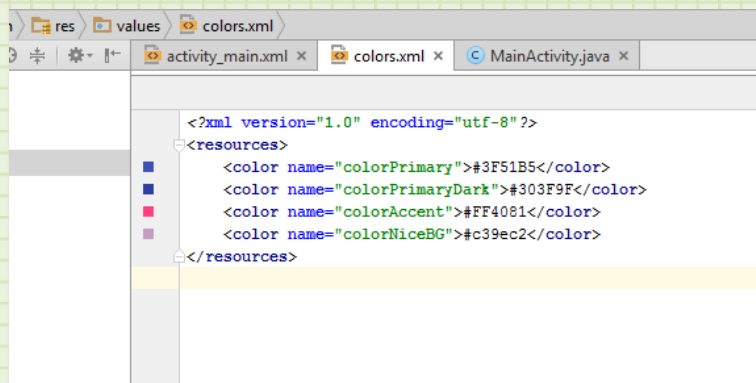 res values colors.xml
activity_main.xml colors.xml MainActivity.java
<?xml version="1.0" encoding="utf-8"?>
<resources>
<color name="colorPrimary">#3F51B5</color>
<color name="colorPrimaryDark">#303F9F</color>
<color name="colorAccent">#FF4081</color>
<color name="colorNiceBG">#c39ec2</color>
</resources>